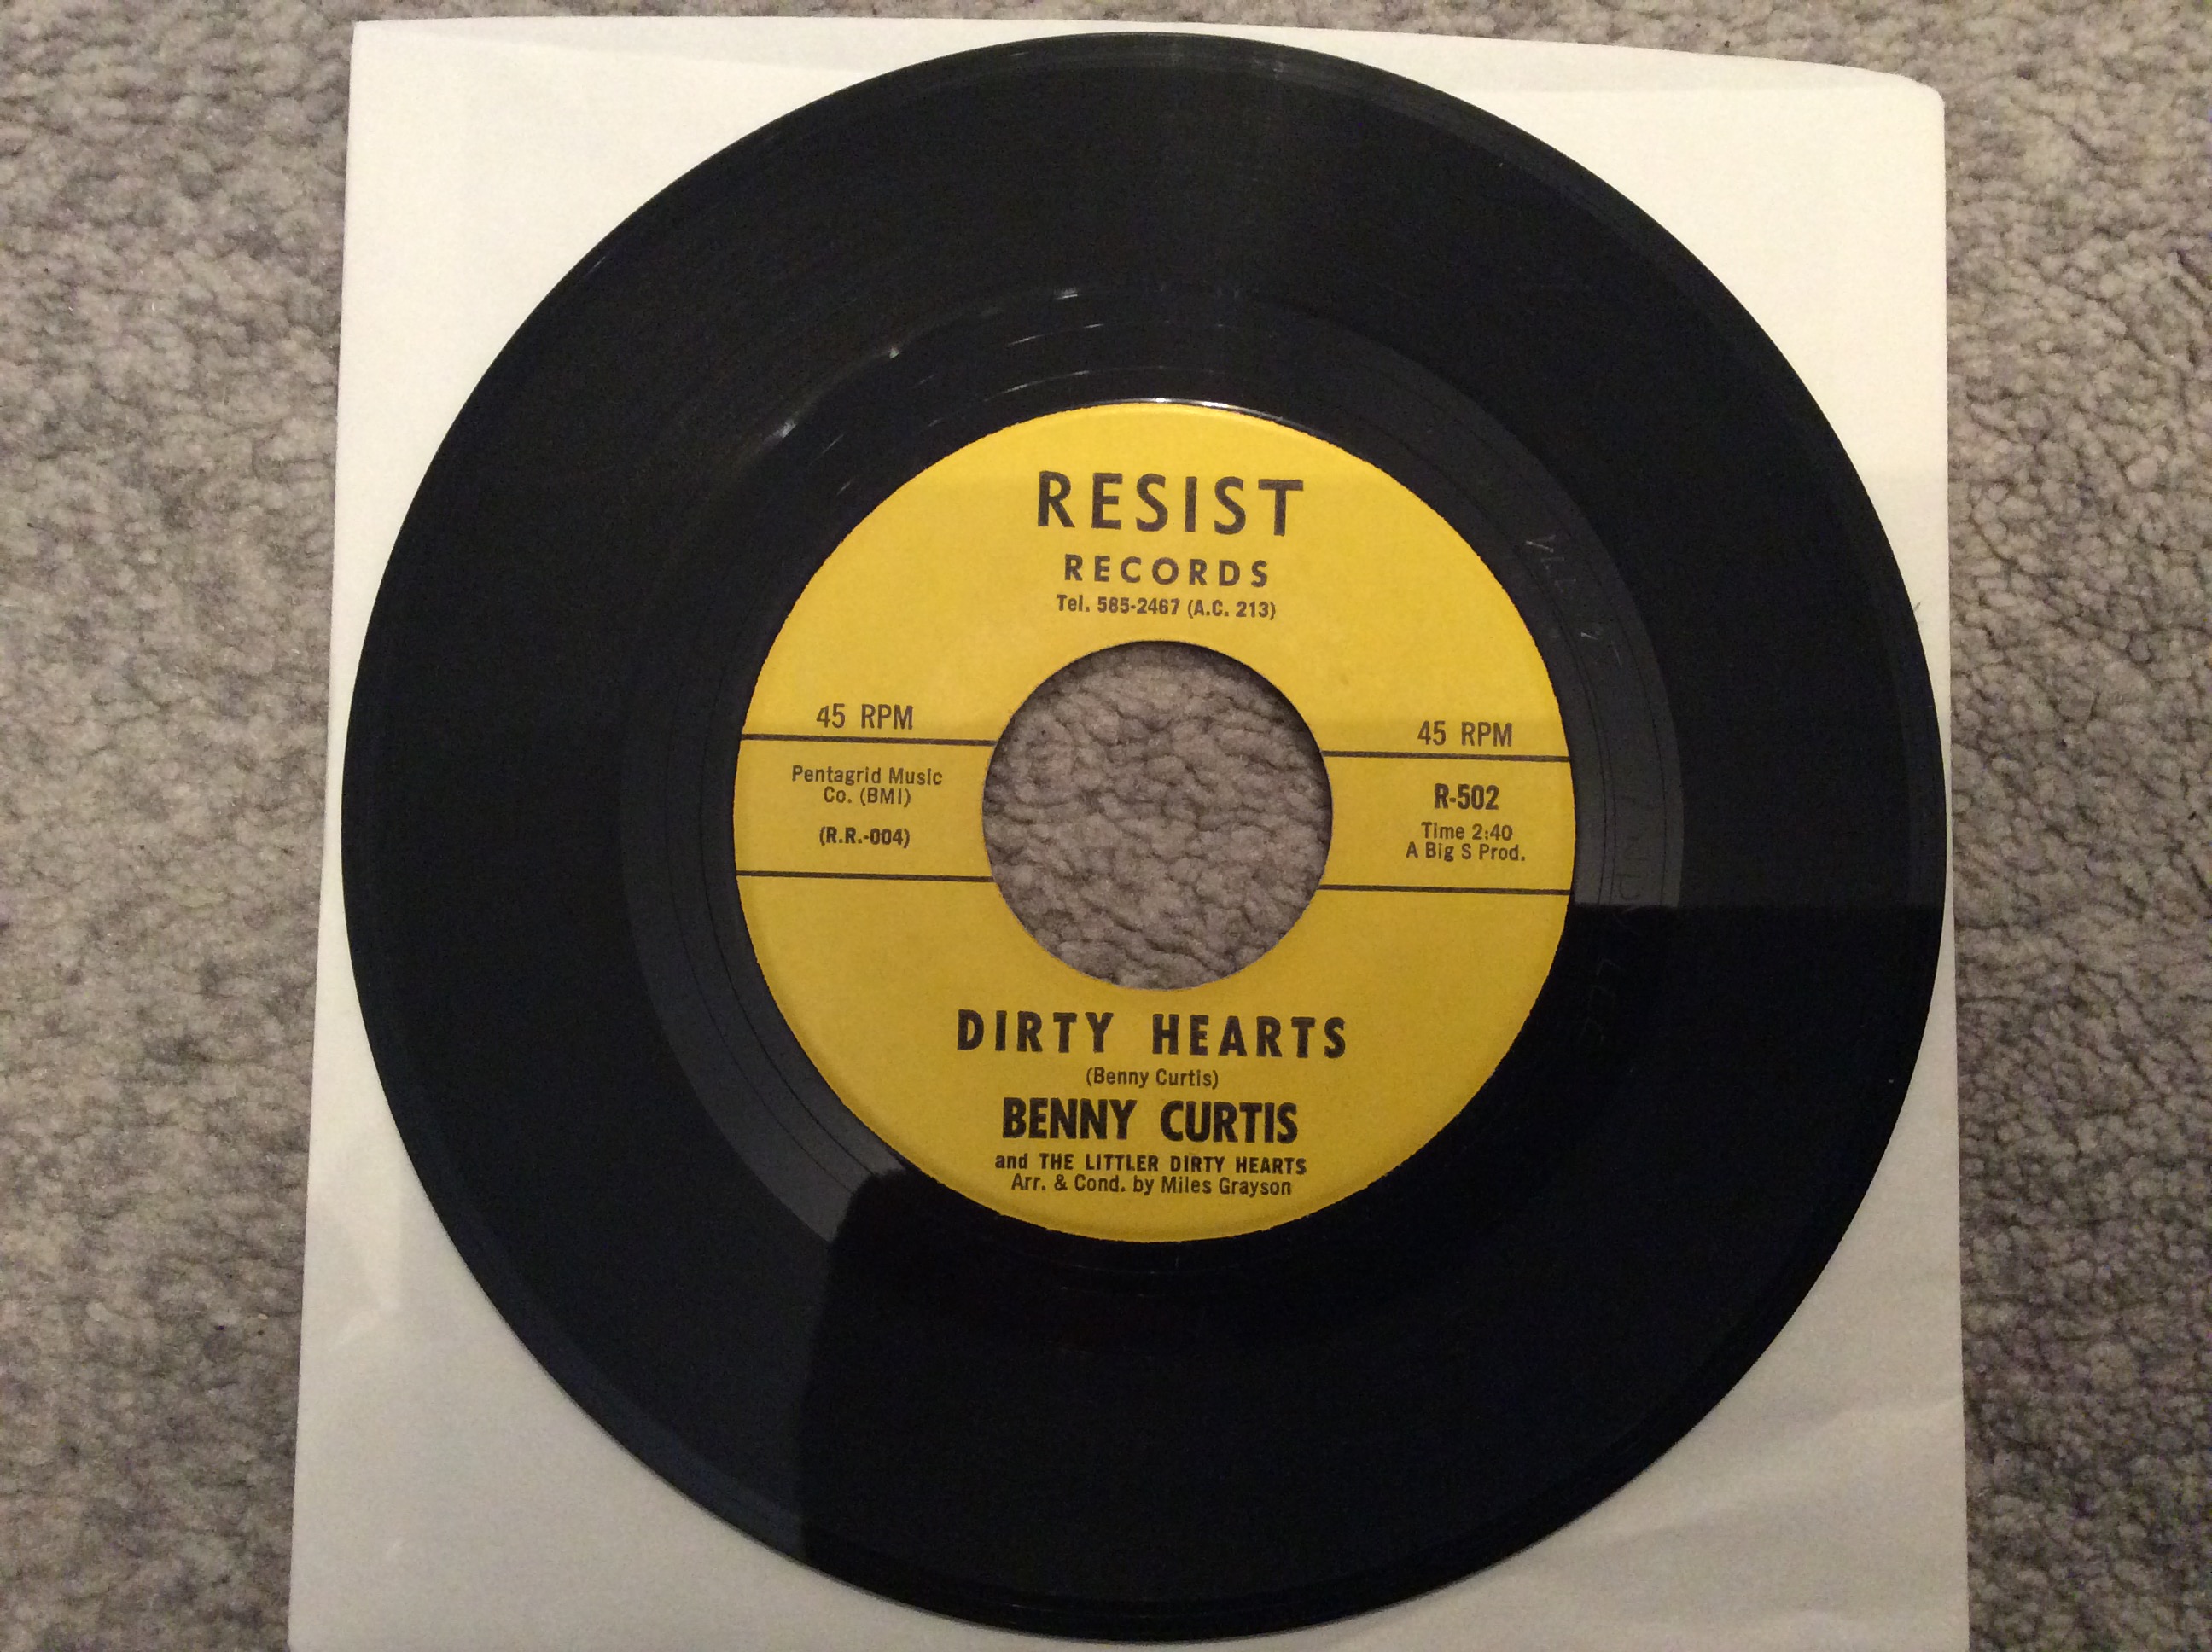 RESIST
RECORDS
Tel. 585-2467 (A.C. 213)
45 RPM
Pentagrid Music
Co. (BMI)
(R.R.-004)
45 RPM
R-502
Time 2:40
A Big S Prod.
DIRTY HEARTS
(Benny Curtis)
BENNY CURTIS
and THE LITTLER DIRTY HEARTS
Arr. & Cond. by Miles Grayson